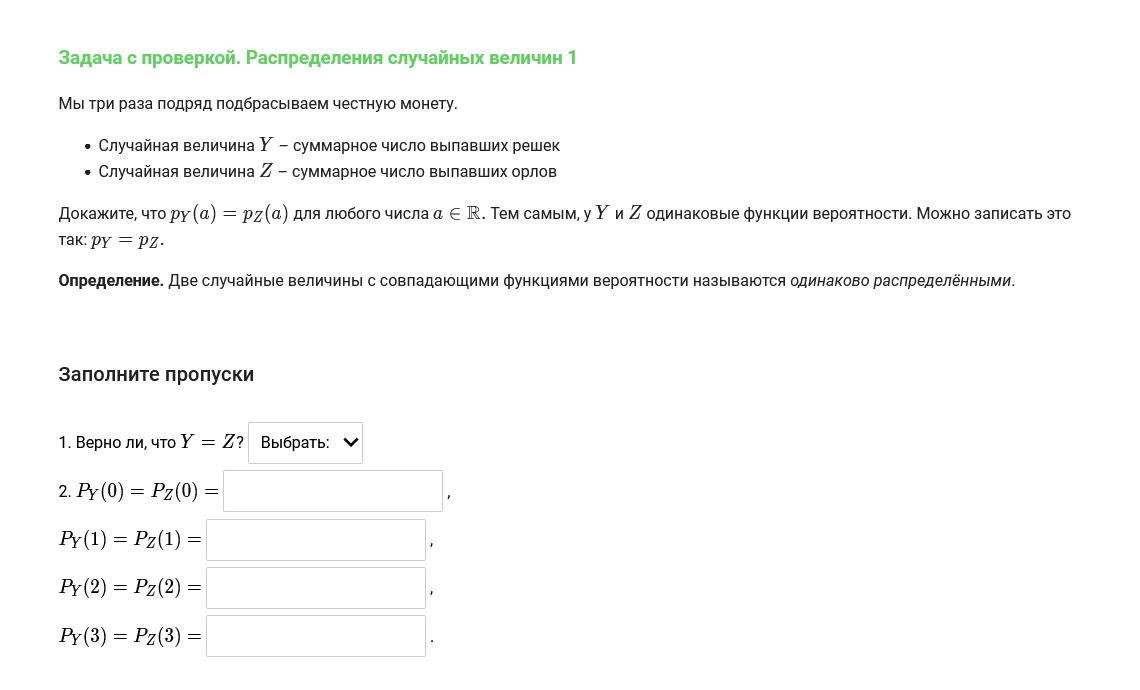 Задача с проверкой. Распределения случайных величин 1
Мы три раза подряд подбрасываем честную монету.
• Случайная величина Y – суммарное число выпавших решек
• Случайная величина Z – суммарное число выпавших орлов
Докажите, что p_Y(a) = p_Z(a) для любого числа a ∈ ℝ. Тем самым, у Y и Z одинаковые функции вероятности. Можно записать это
так: p_Y = p_Z.
Определение. Две случайные величины с совпадающими функциями вероятности называются одинаково распределёнными.
Заполните пропуски
1. Верно ли, что Y = Z? Выбрать:
2. P_Y(0) = P_Z(0) = ,
P_Y(1) = P_Z(1) = ,
P_Y(2) = P_Z(2) = ,
P_Y(3) = P_Z(3) = .